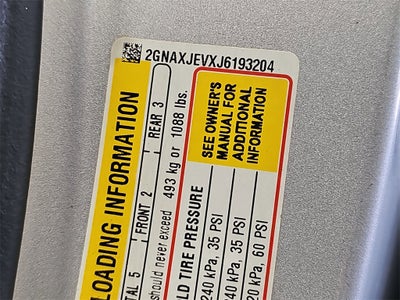 2GNAXJEVXJ6193204
LOADING INFORMATION
TAL 5 FRONT 2 REAR 3
should never exceed 493 kg or 1088 lbs.
LD TIRE PRESSURE
SEE OWNER'S
MANUAL FOR
ADDITIONAL
INFORMATION
240 kPa, 35 PSI
40 kPa, 35 PSI
20 kPa, 60 PSI